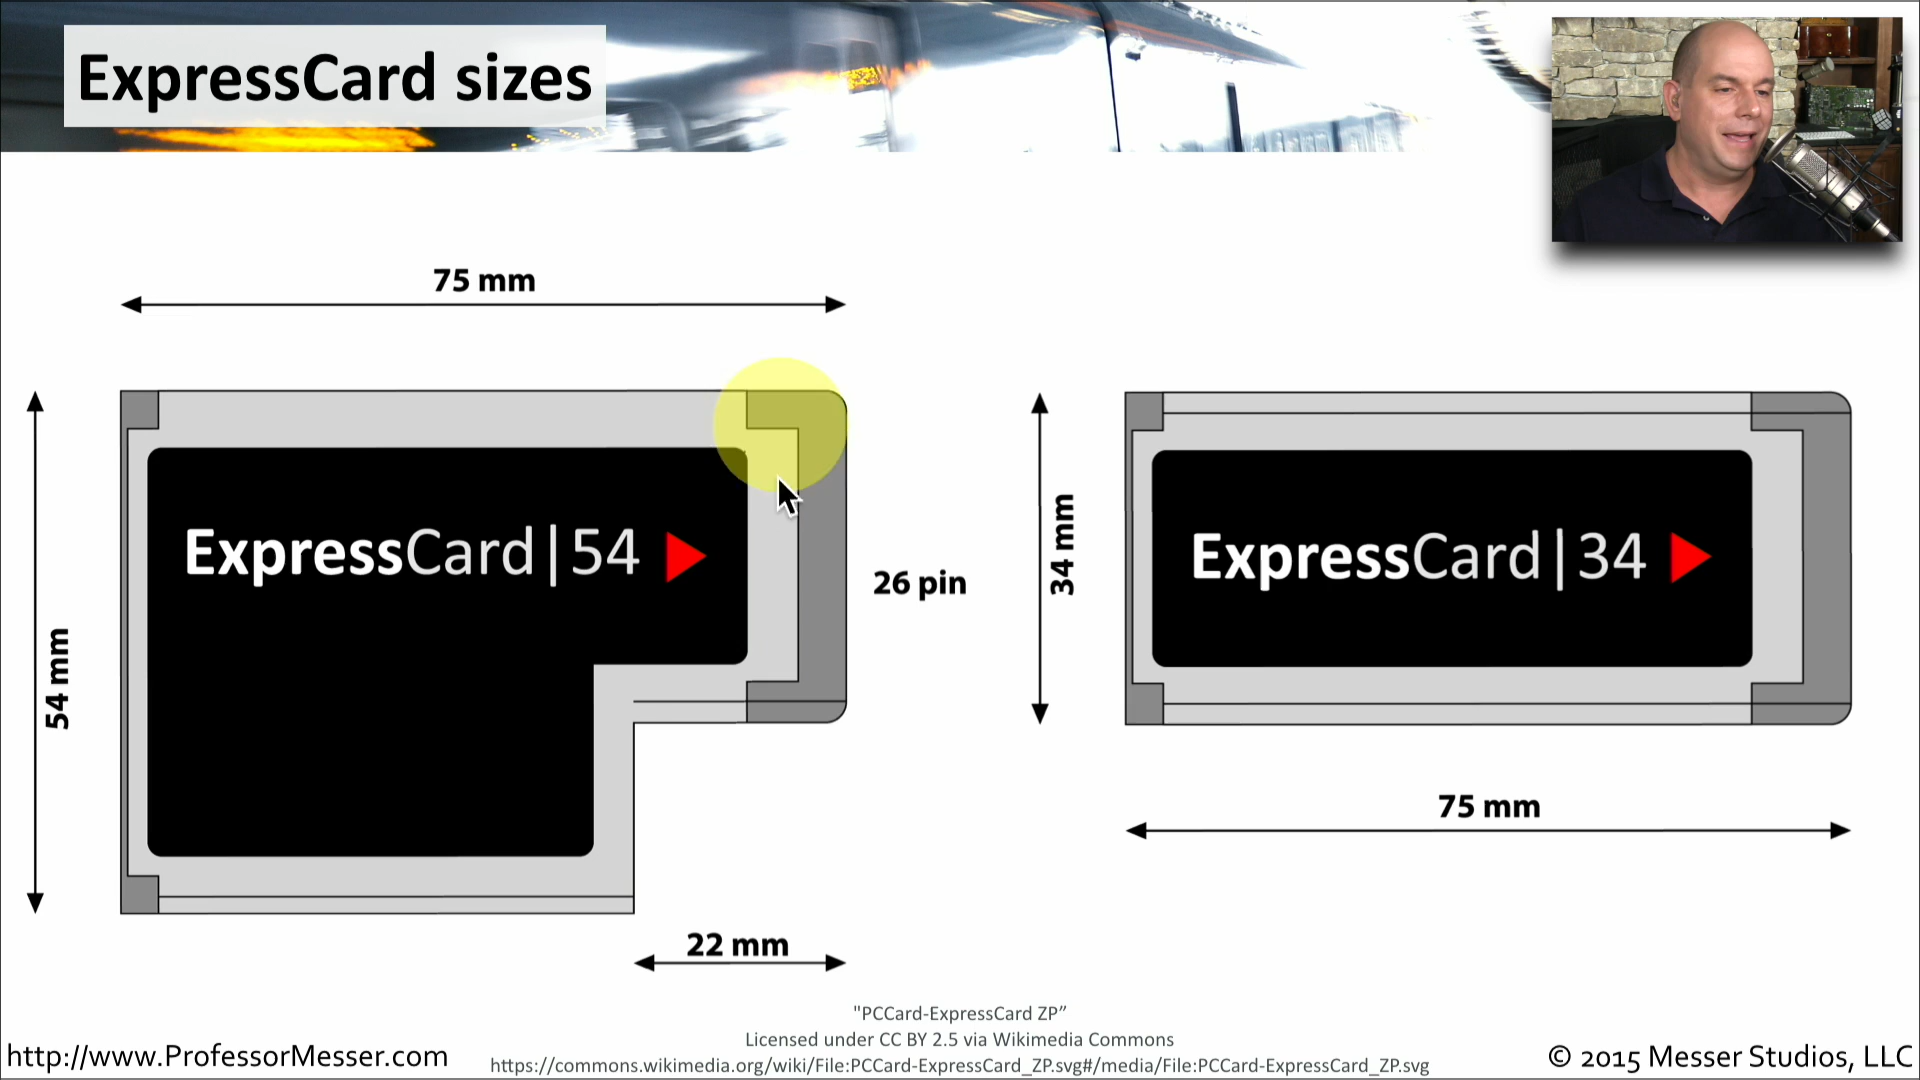 ExpressCard sizes
75 mm
54 mm
ExpressCard|54
26 pin
22 mm
34 mm
ExpressCard|34
75 mm
"PCCard-ExpressCard ZP”
Licensed under CC BY 2.5 via Wikimedia Commons
https://commons.wikimedia.org/wiki/File:PCCard-ExpressCard_ZP.svg#/media/File:PCCard-ExpressCard_ZP.svg
http://www.ProfessorMesser.com
© 2015 Messer Studios, LLC